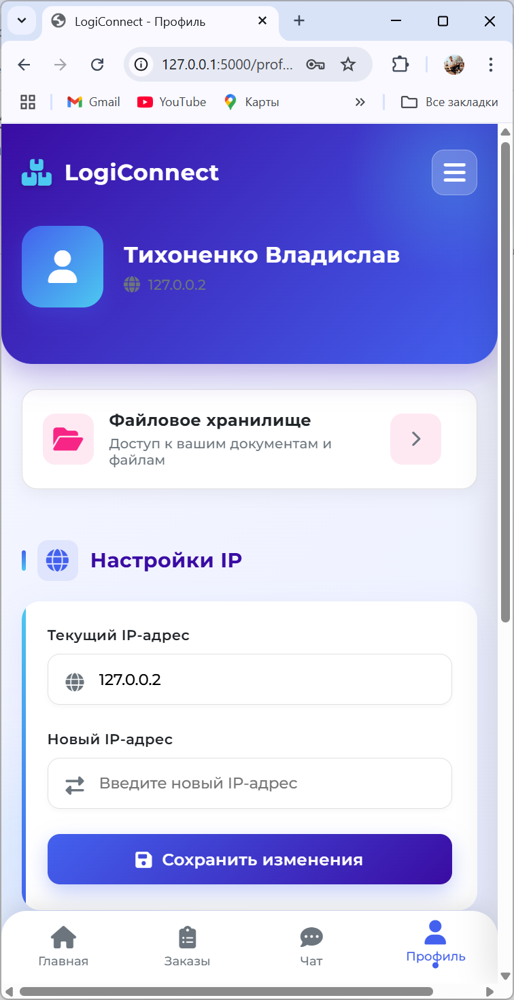 LogiConnect - Профиль
127.0.0.1:5000/prof...
Gmail
YouTube
Карты
Все закладки
LogiConnect
Тихоненко Владислав
127.0.0.2
Файловое хранилище
Доступ к вашим документам и
файлам
Настройки IP
Текущий IP-адрес
127.0.0.2
Новый IP-адрес
Введите новый IP-адрес
Сохранить изменения
Главная
Заказы
Чат
Профиль